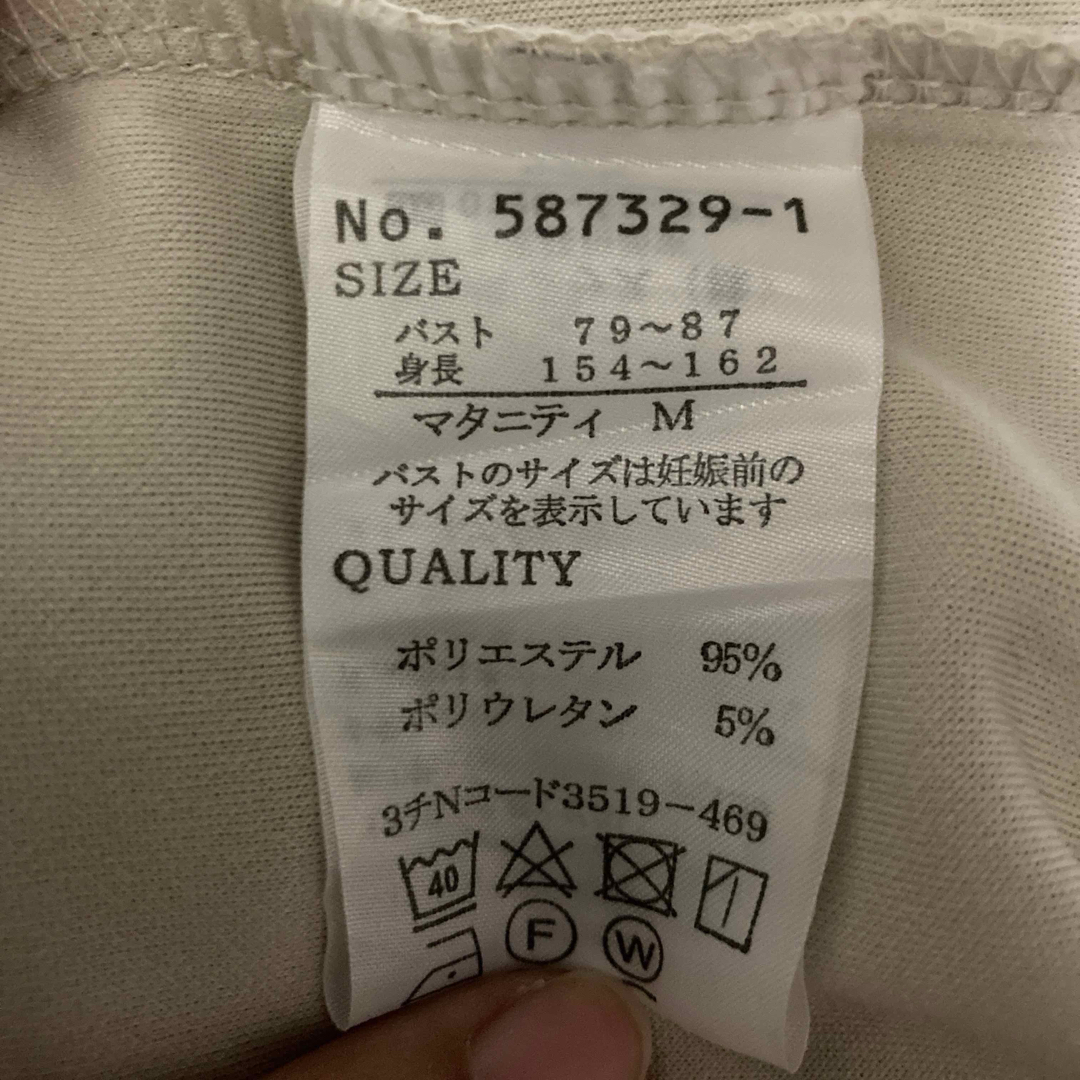 No. 587329-1
SIZE
バスト 79〜87
身長 154〜162
マタニティ M
バストのサイズは妊娠前の
サイズを表示しています
QUALITY
ポリエステル 95%
ポリウレタン 5%
3チNコード3519-469
40
F W